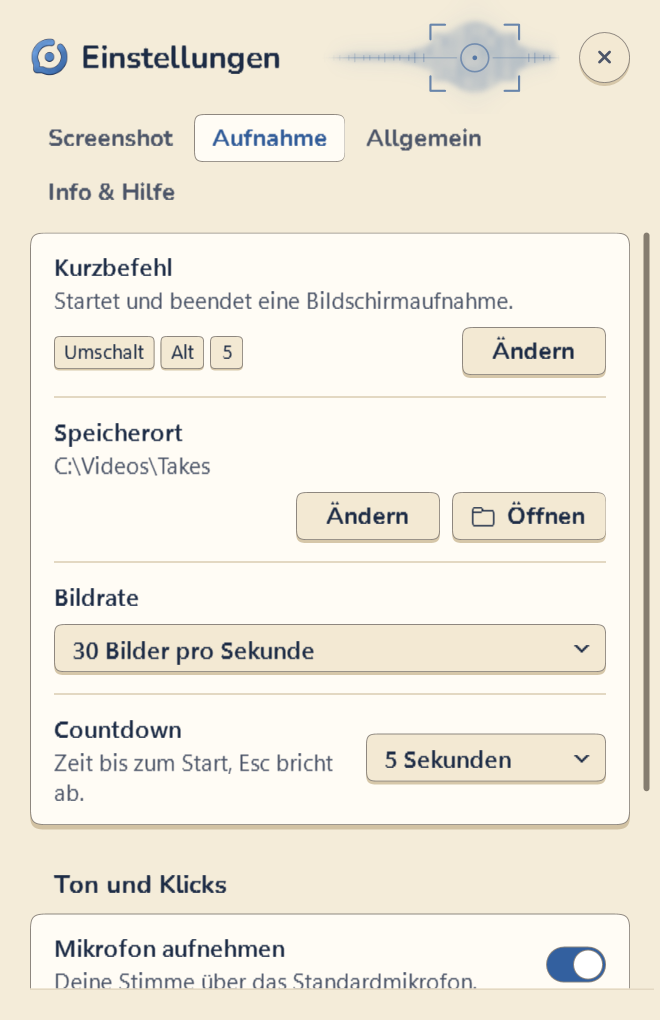 Einstellungen
Screenshot
Aufnahme
Allgemein
Info & Hilfe
Kurzbefehl
Startet und beendet eine Bildschirmaufnahme.
Umschalt Alt 5
Ändern
Speicherort
C:\Videos\Takes
Ändern
Öffnen
Bildrate
30 Bilder pro Sekunde
Countdown
Zeit bis zum Start, Esc bricht
ab.
5 Sekunden
Ton und Klicks
Mikrofon aufnehmen
Deine Stimme über das Standardmikrofon.